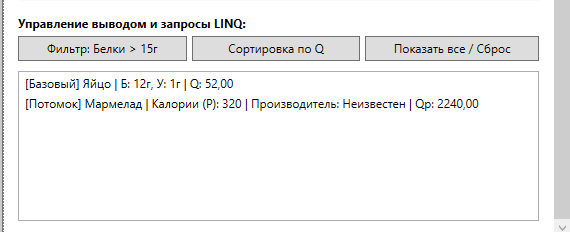 Управление выводом и запросы LINQ:
Фильтр: Белки > 15г
Сортировка по Q
Показать все / Сброс
[Базовый] Яйцо | Б: 12г, У: 1г | Q: 52,00
[Потомок] Мармелад | Калории (P): 320 | Производитель: Неизвестен | Qp: 2240,00